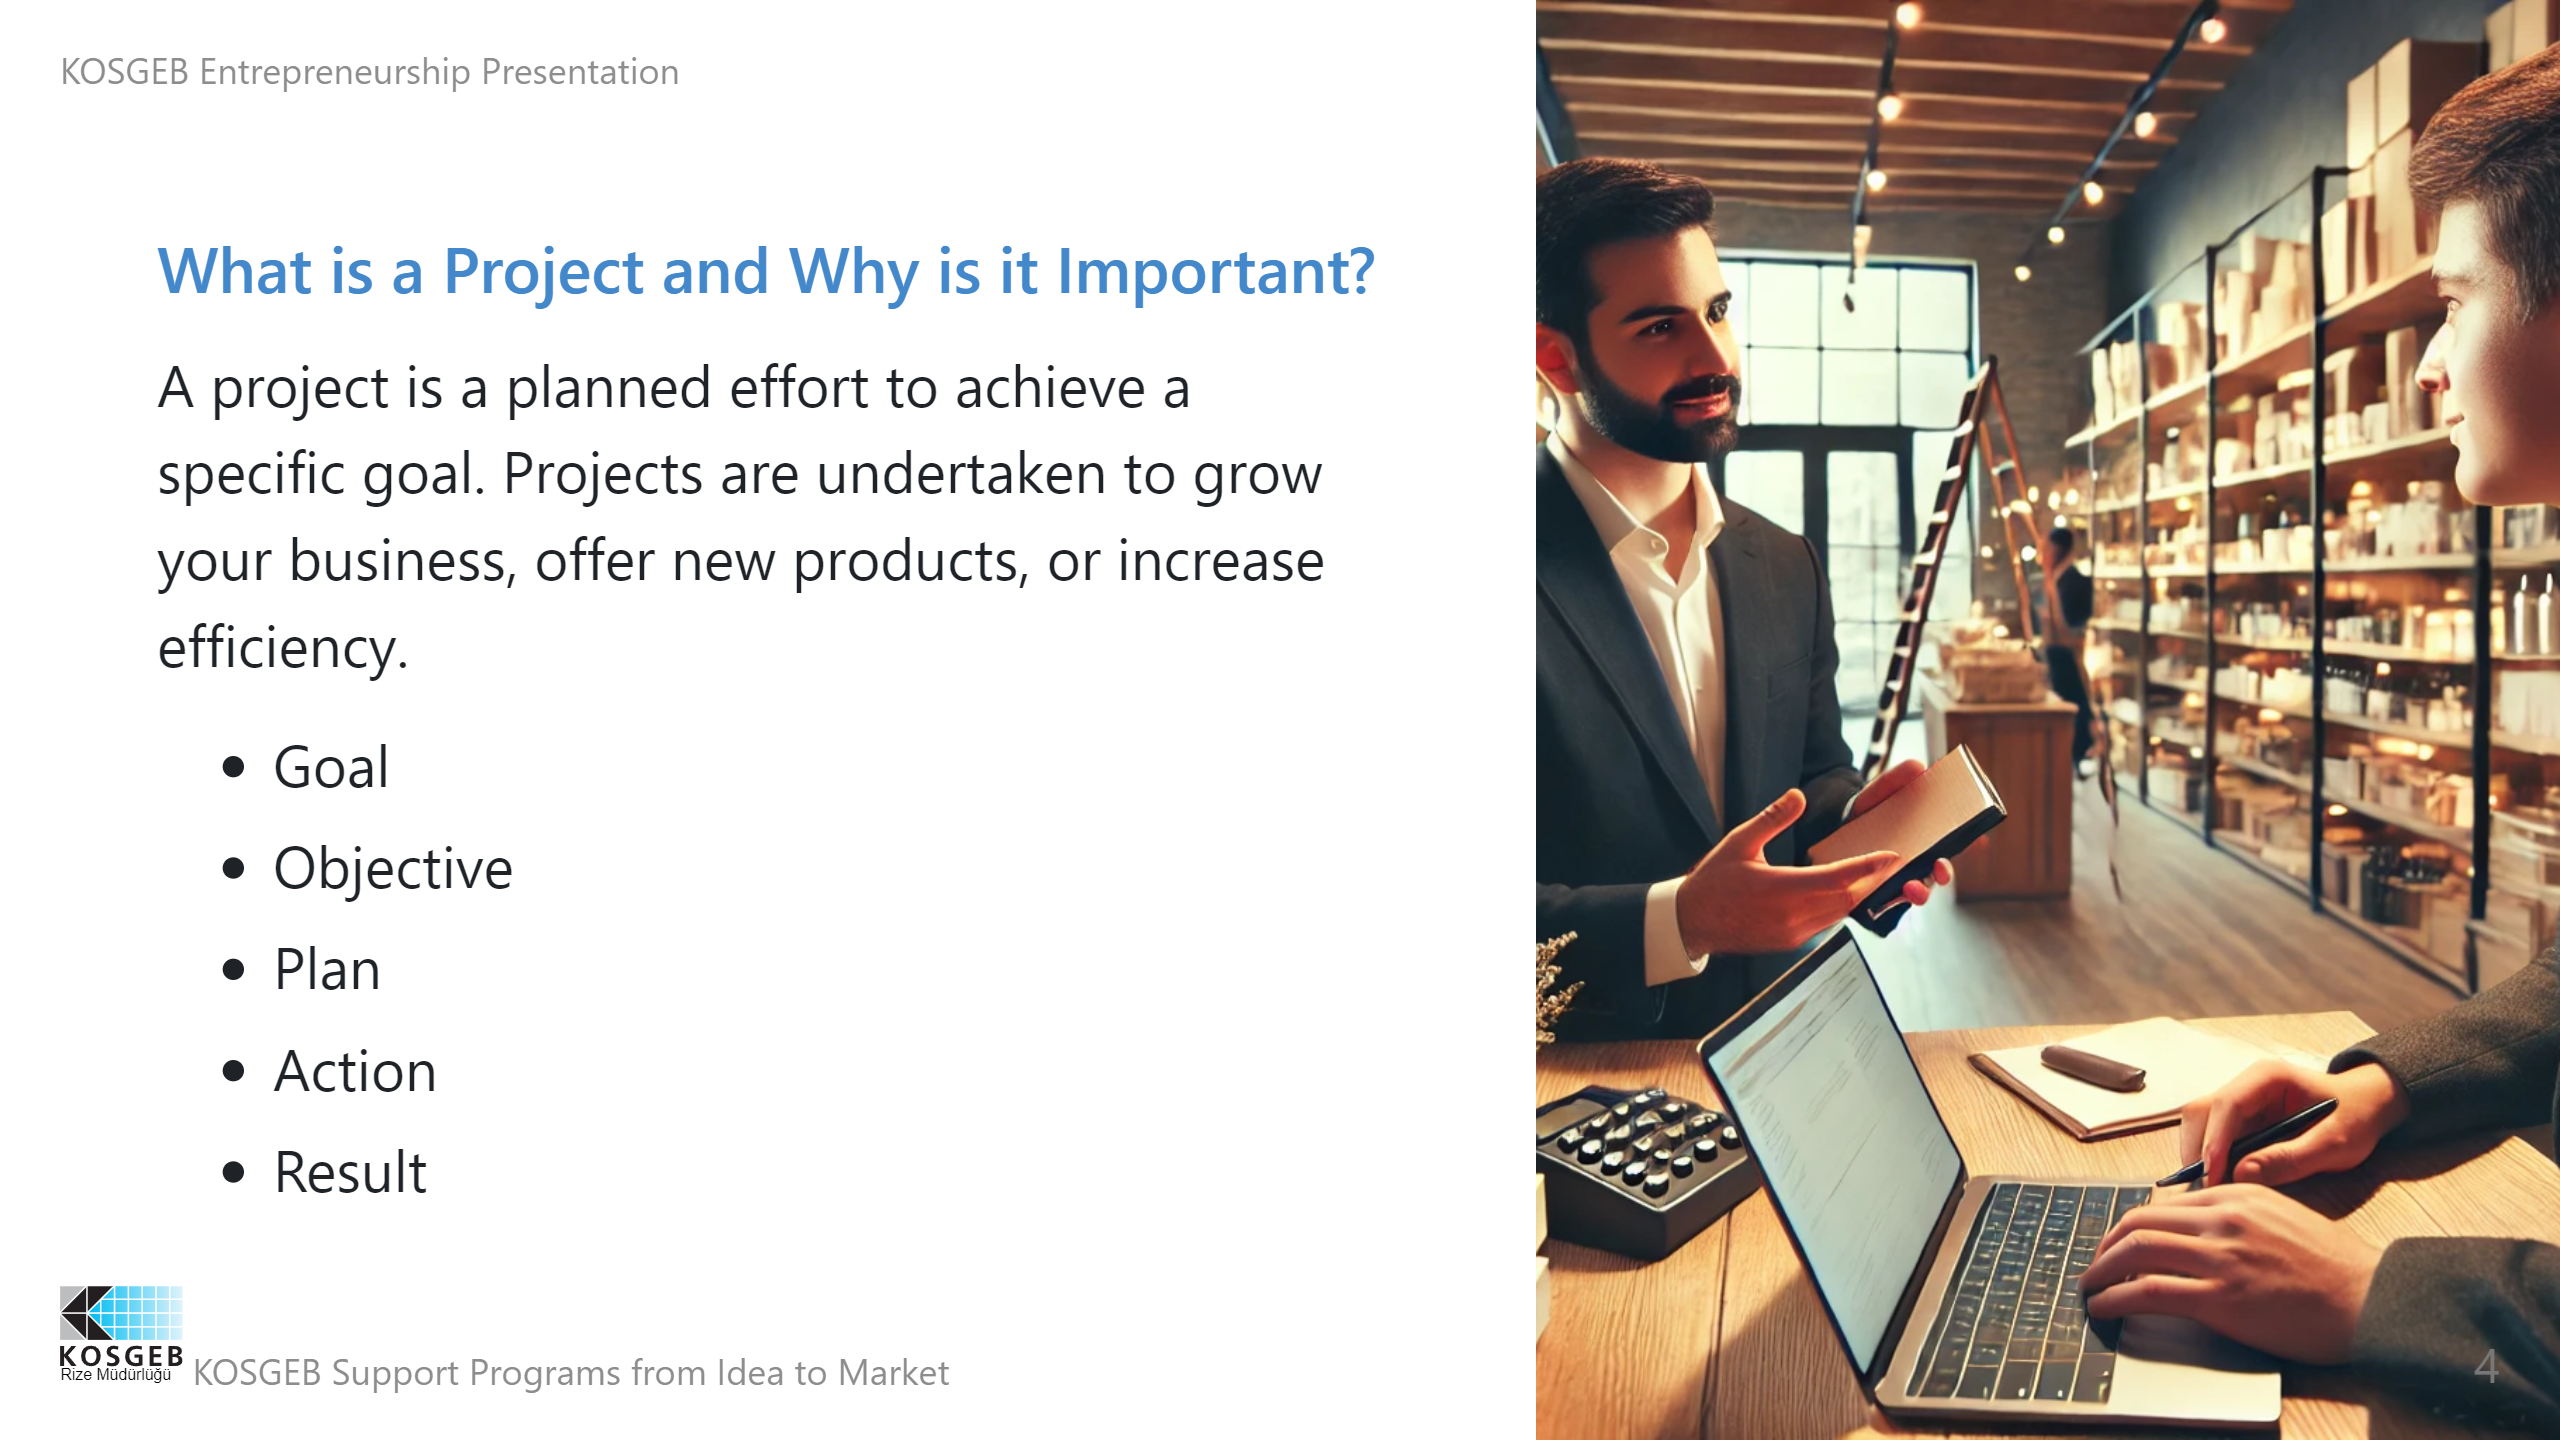 KOSGEB Entrepreneurship Presentation
What is a Project and Why is it Important?
A project is a planned effort to achieve a
specific goal. Projects are undertaken to grow
your business, offer new products, or increase
efficiency.
• Goal
• Objective
• Plan
• Action
• Result
KOSGEB
Rize Müdürlüğü
KOSGEB Support Programs from Idea to Market
4